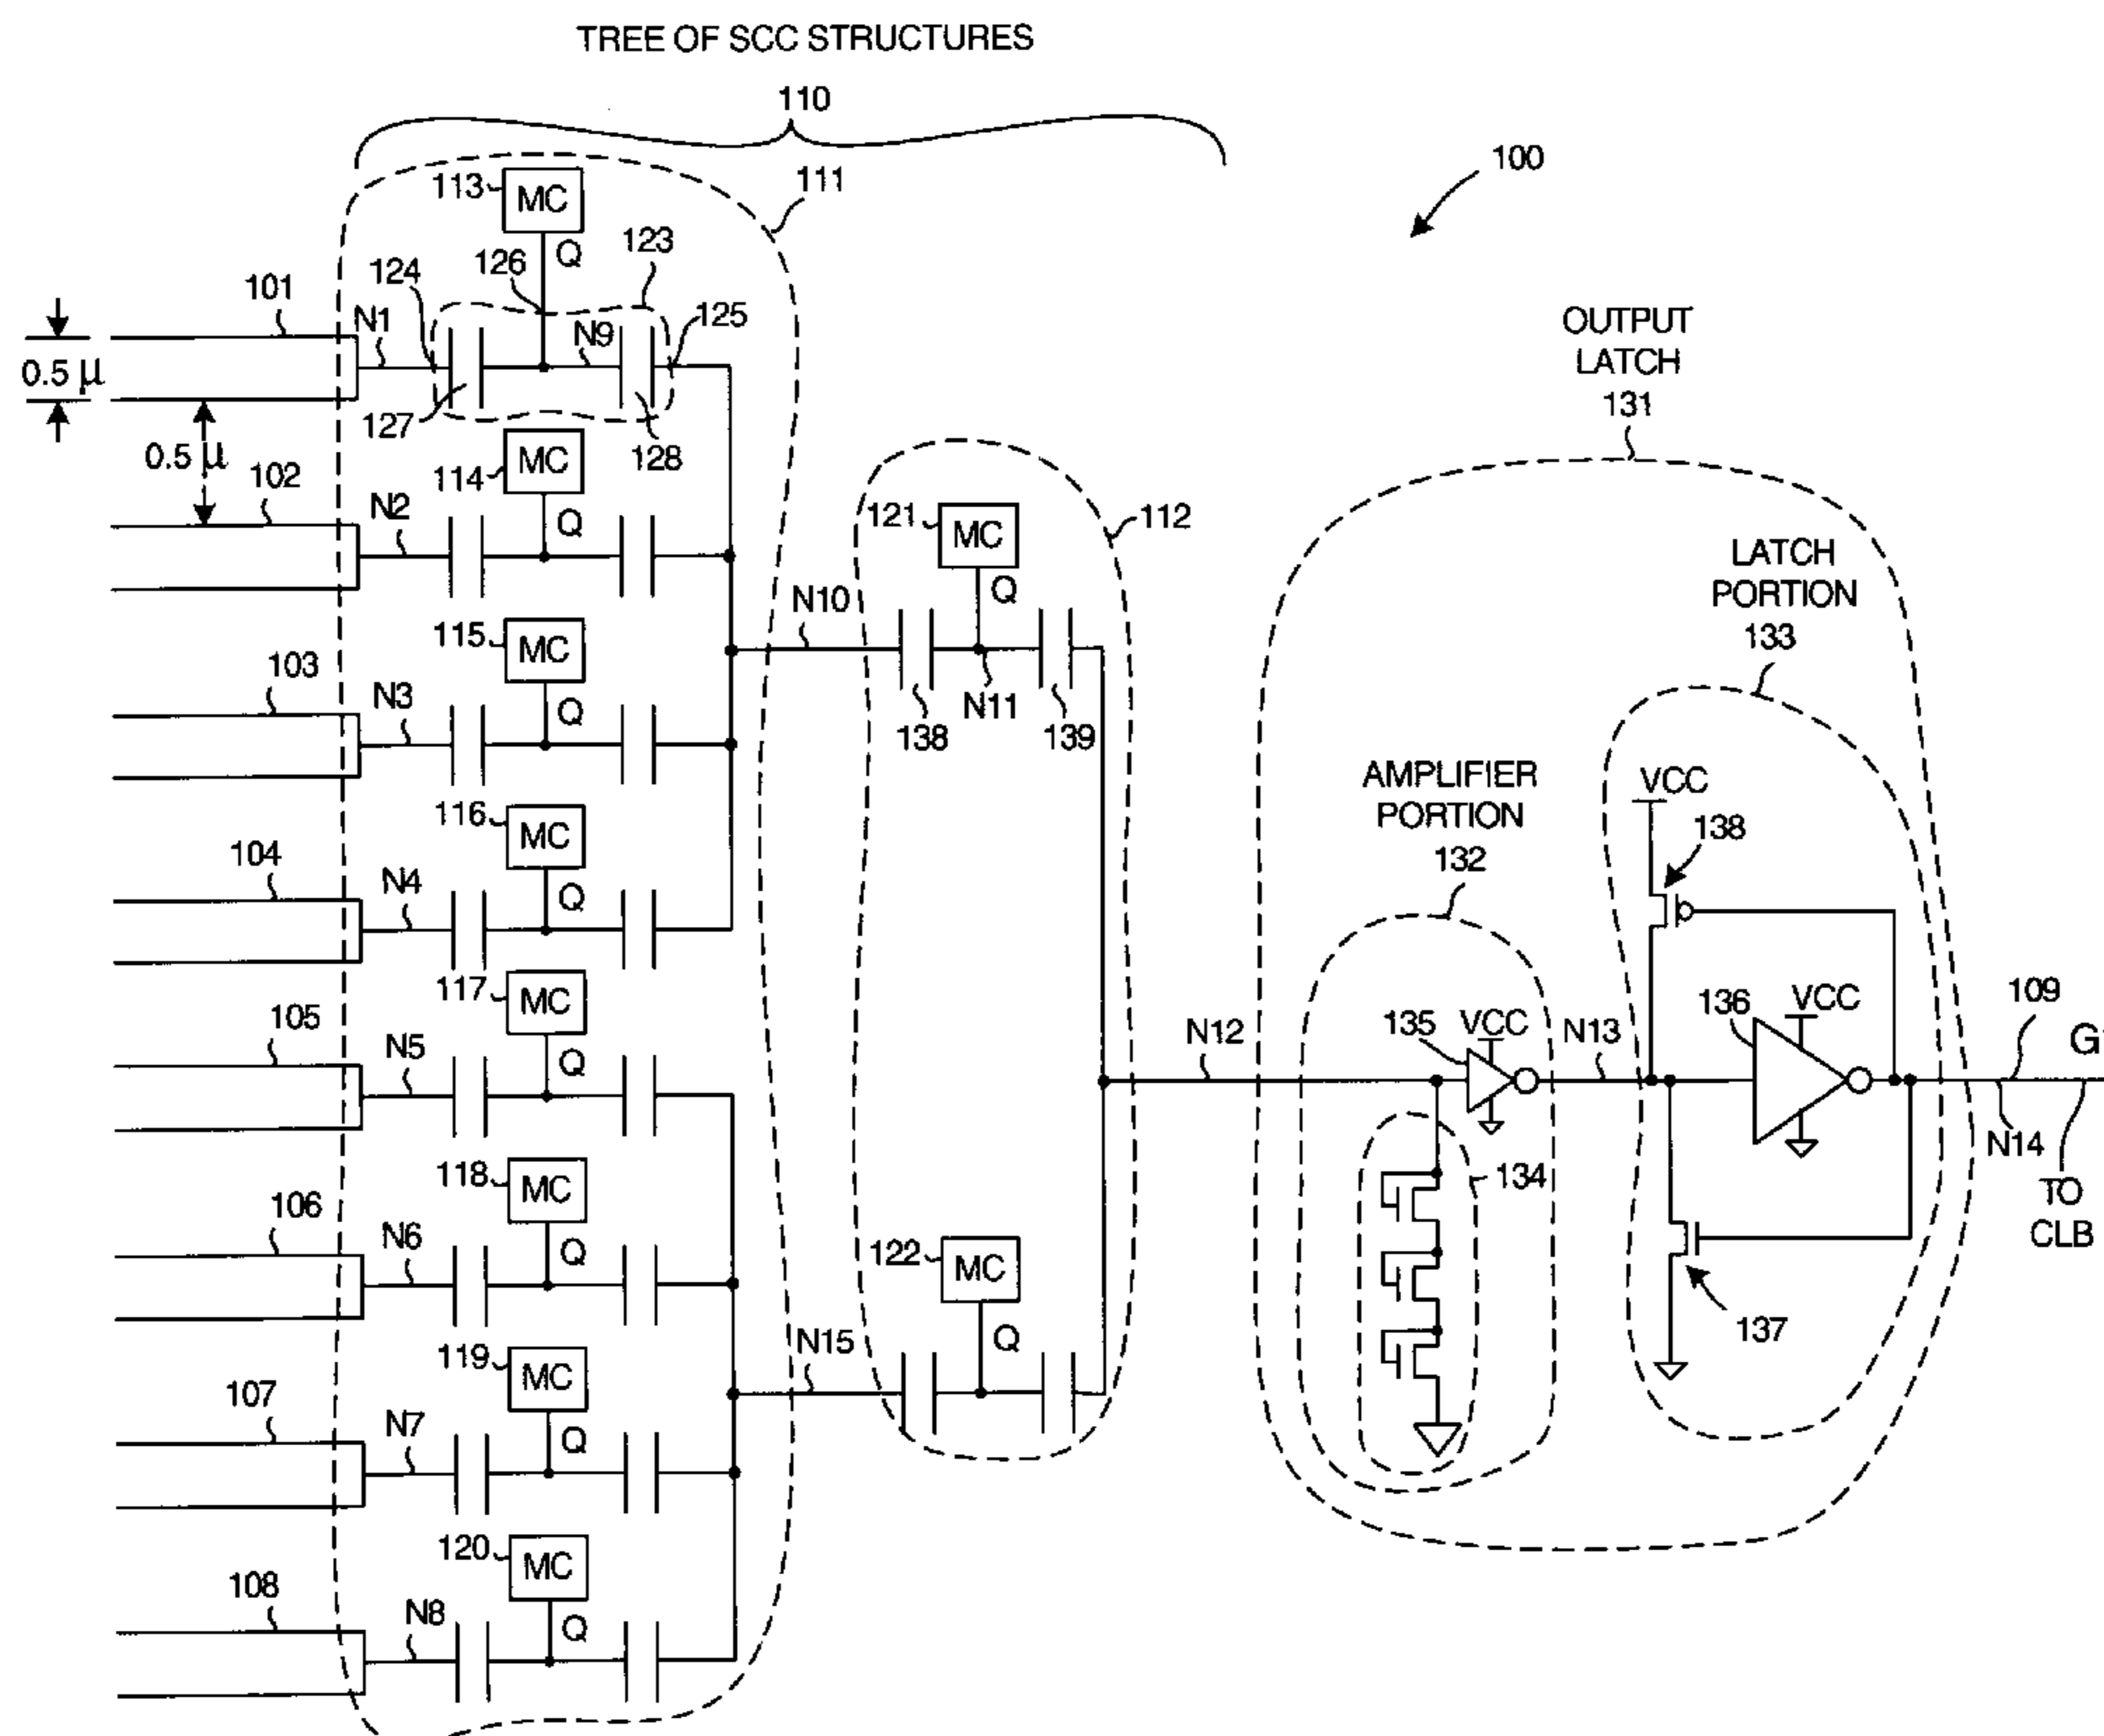 TREE OF SCC STRUCTURES
110
100
111
113
MC
Q
123
126
124
101
N1
N9
125
0.5 μ
127
128
0.5 μ
102
N2
114
MC
Q
115
MC
Q
103
N3
116
MC
Q
104
N4
117
MC
Q
105
N5
118
MC
Q
106
N6
119
MC
Q
107
N7
120
MC
Q
108
N8
121
MC
Q
112
N10
N11
138
139
122
MC
Q
N15
N12
OUTPUT
LATCH
131
LATCH
PORTION
133
AMPLIFIER
PORTION
132
VCC
138
135
VCC
N13
136
VCC
109
G
N14
TO
CLB
134
137